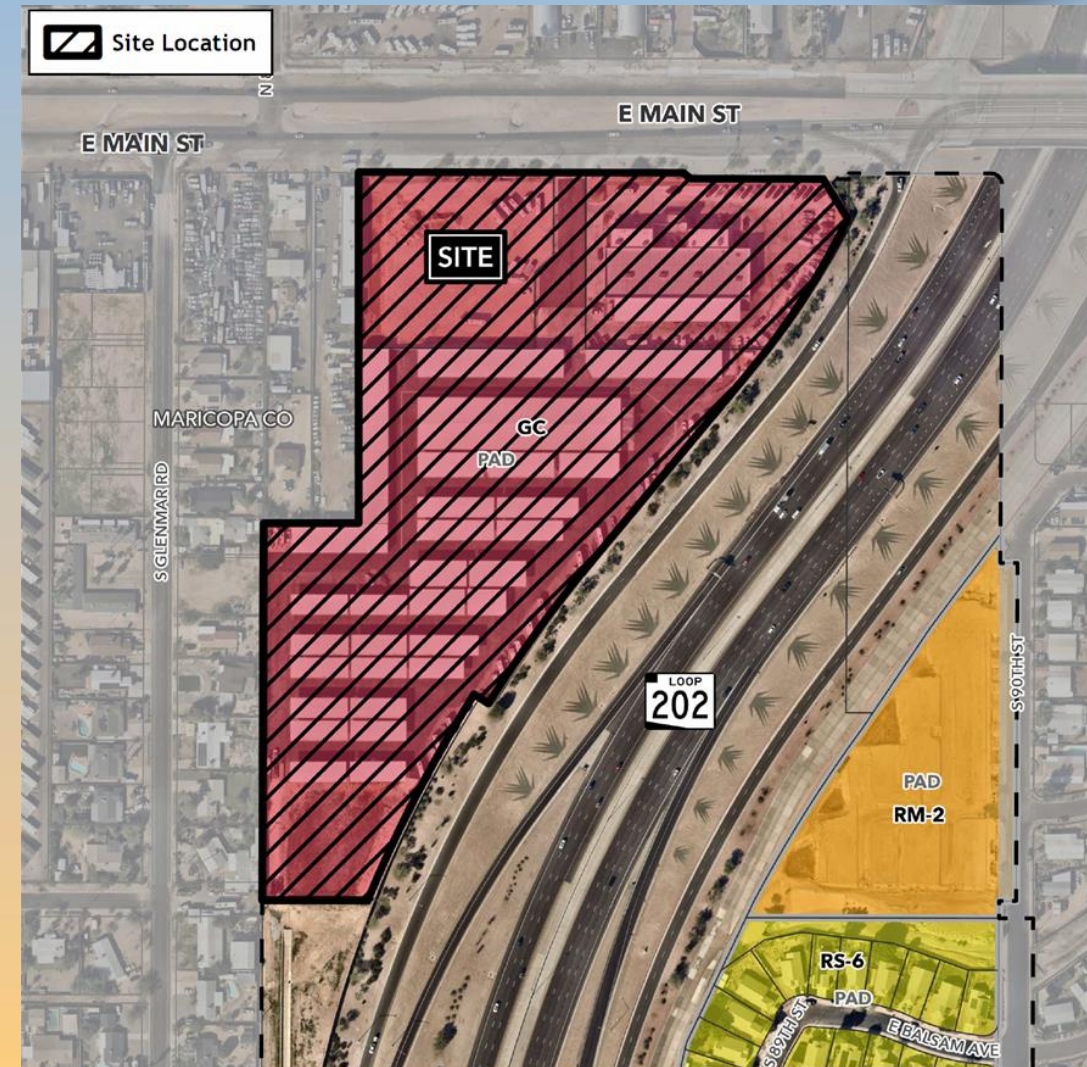 Site Location
N
E MAIN ST
E MAIN ST
SITE
MARICOPA CO
GC
PAD
S GLENMAR RD
LOOP
202
S 90TH ST
PAD
RM-2
RS-6
PAD
S 89TH ST
E BALSAM AVE